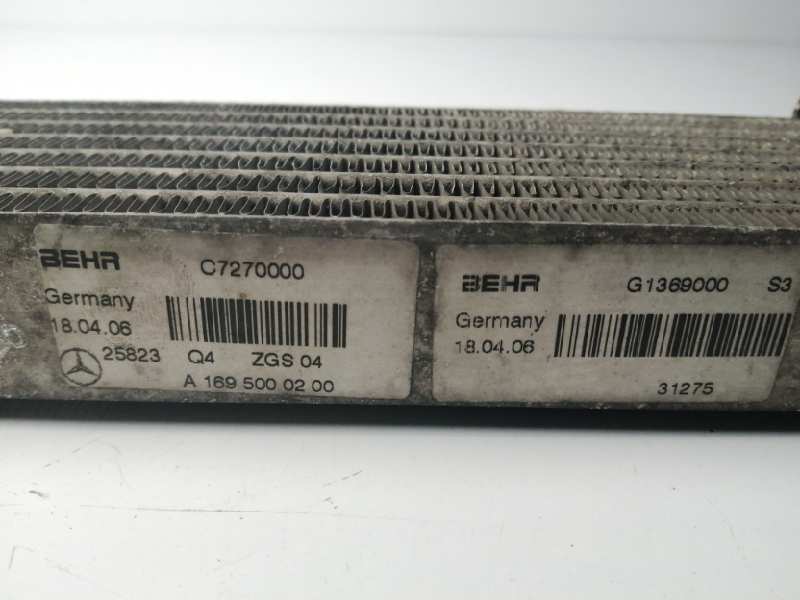 BEHR C7270000
Germany
18.04.06
25823 Q4 ZGS 04
A 169 500 02 00
BEHR G1369000 S3
Germany
18.04.06
31275